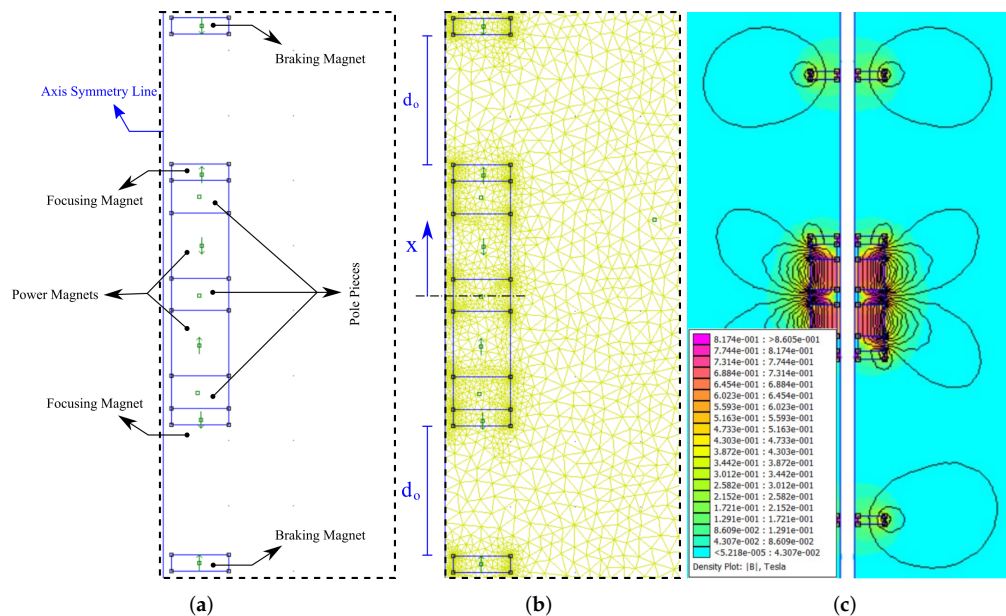 Braking Magnet
Axis Symmetry Line
Focusing Magnet
Power Magnets
Pole Pieces
Focusing Magnet
Braking Magnet
(a)
do
x
do
(b)
8.174e-001 : >8.605e-001
7.744e-001 : 8.174e-001
7.314e-001 : 7.744e-001
6.884e-001 : 7.314e-001
6.454e-001 : 6.884e-001
6.023e-001 : 6.454e-001
5.593e-001 : 6.023e-001
5.163e-001 : 5.593e-001
4.733e-001 : 5.163e-001
4.303e-001 : 4.733e-001
3.872e-001 : 4.303e-001
3.442e-001 : 3.872e-001
3.012e-001 : 3.442e-001
2.582e-001 : 3.012e-001
2.152e-001 : 2.582e-001
1.721e-001 : 2.152e-001
1.291e-001 : 1.721e-001
8.609e-002 : 1.291e-001
4.307e-002 : 8.609e-002
<5.218e-005 : 4.307e-002
Density Plot: |B|, Tesla
(c)